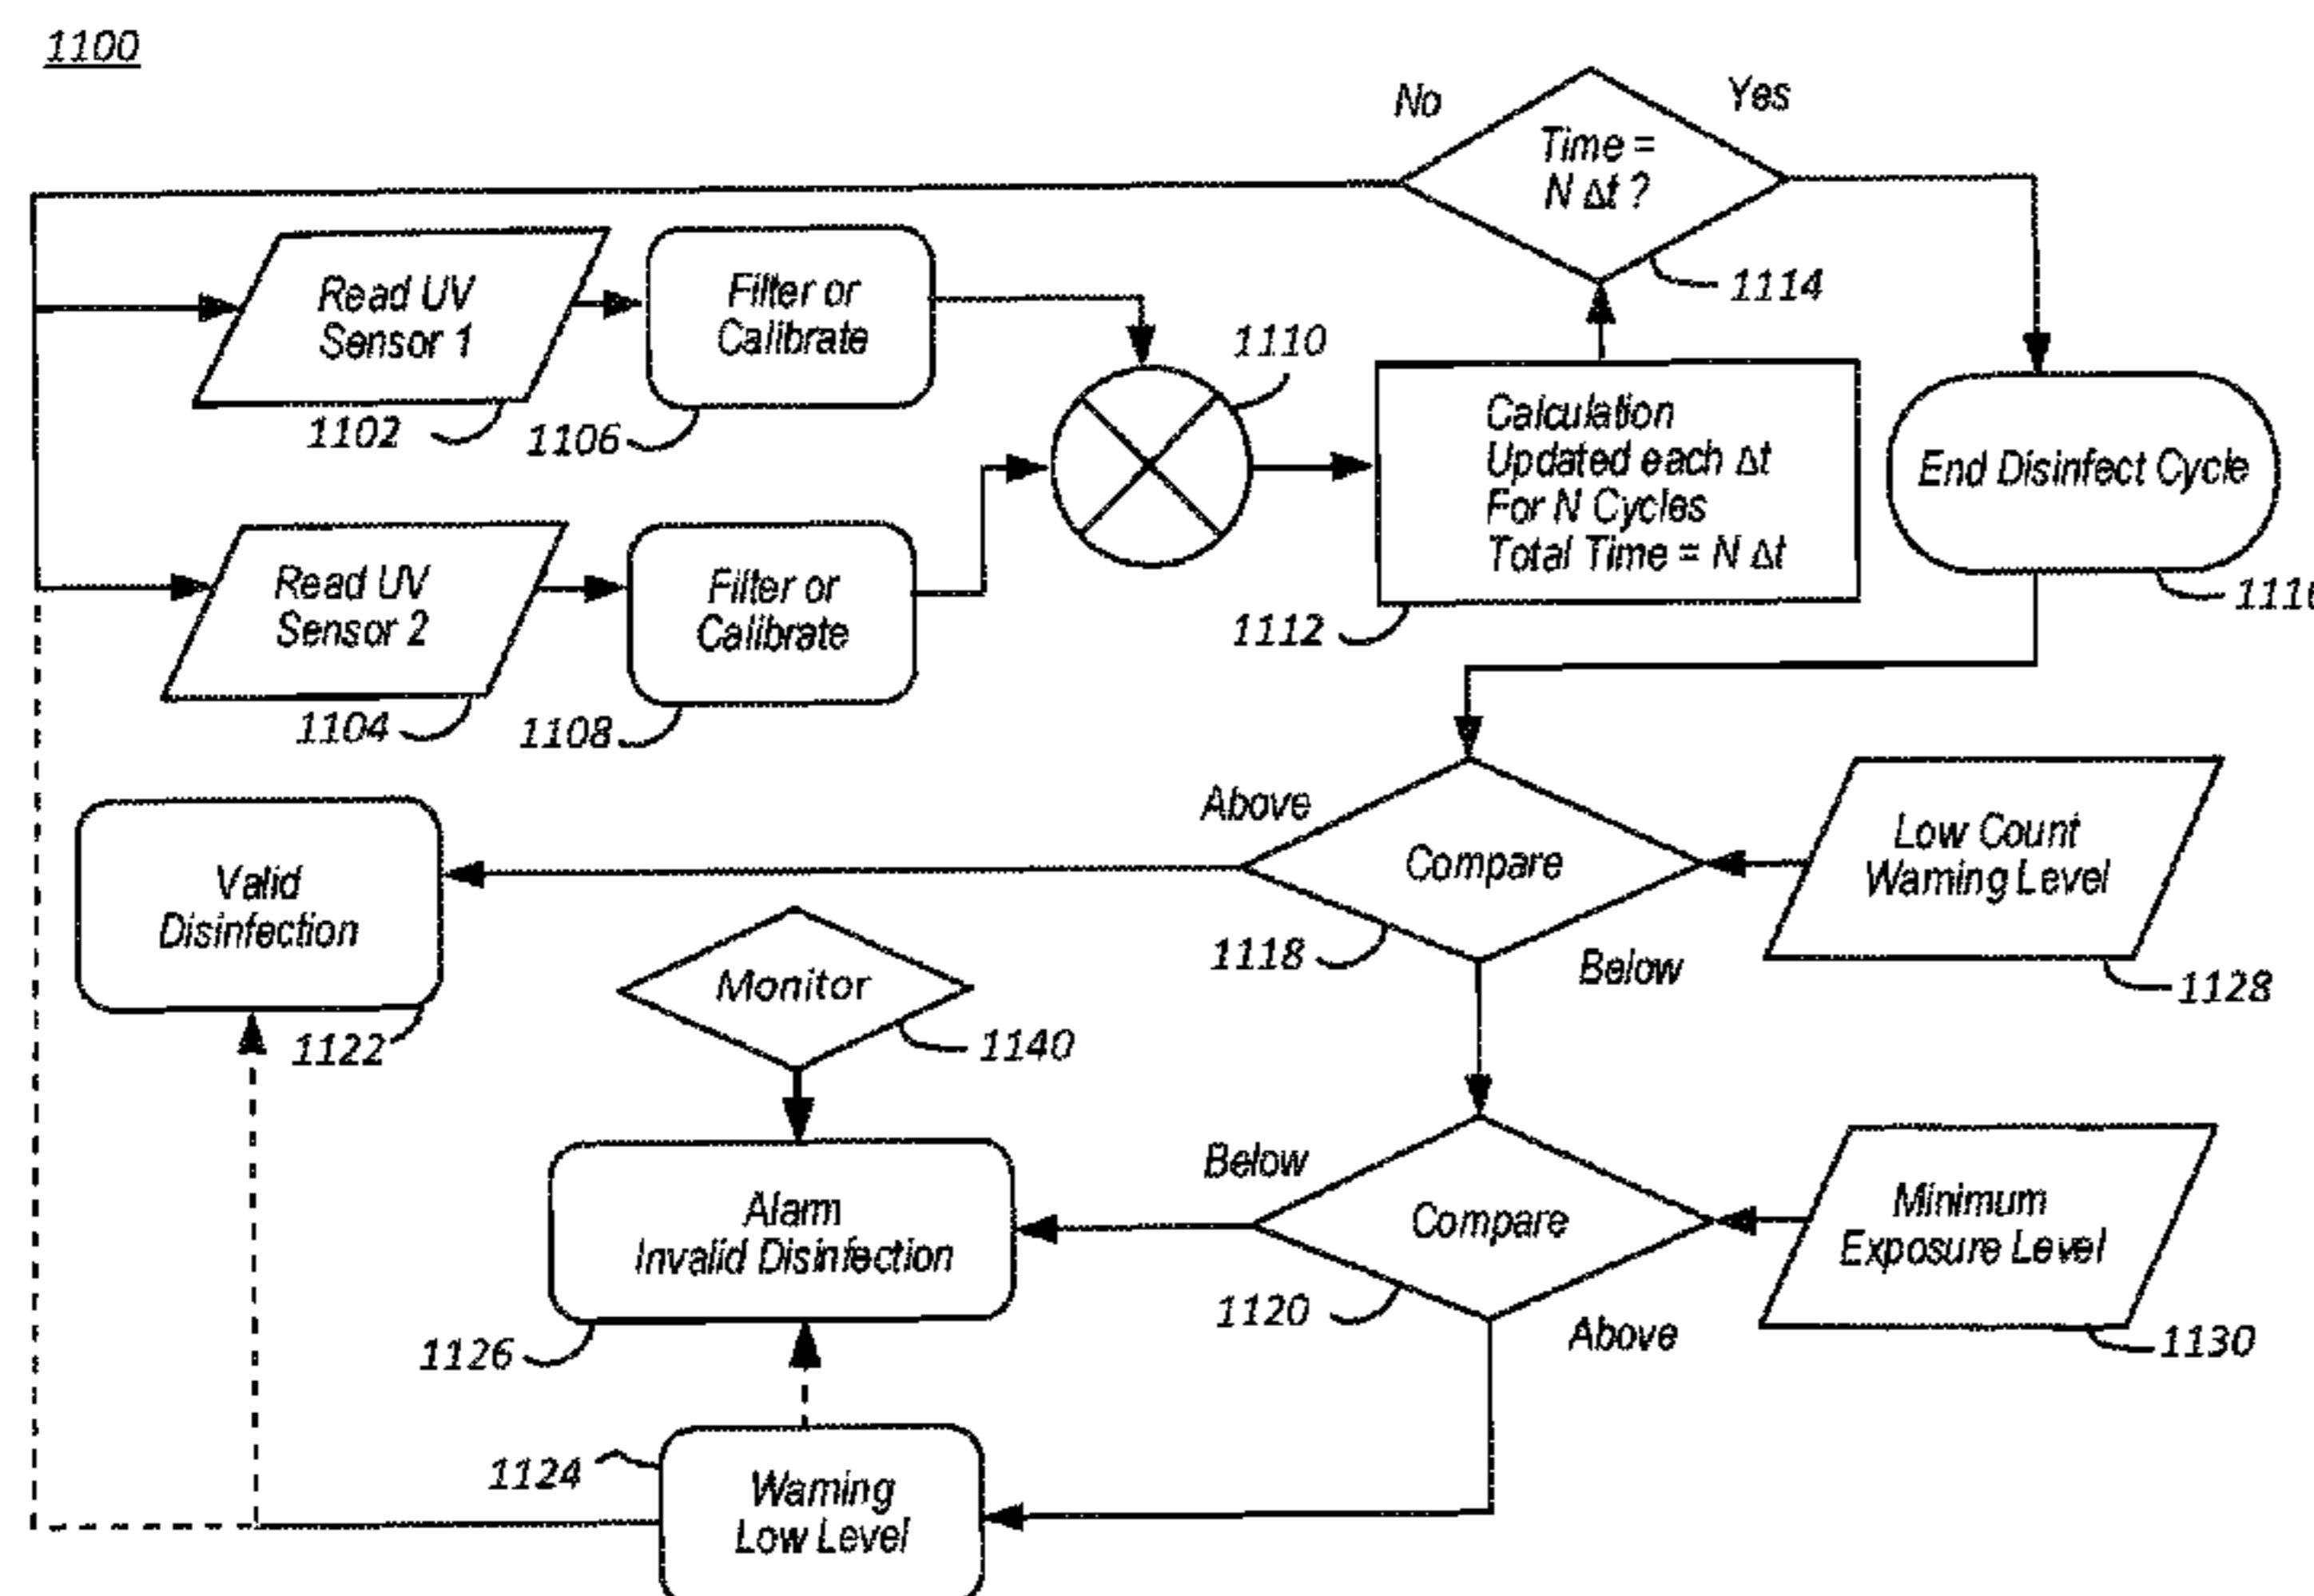 1100
No
Yes
Time =
N Δt ?
1114
Read UV
Sensor 1
1102
Filter or
Calibrate
1106
1110
Calculation
Updated each Δt
For N Cycles
Total Time = N Δt
1112
End Disinfect Cycle
111
Read UV
Sensor 2
1104
Filter or
Calibrate
1108
Above
Compare
1118
Below
Low Count
Warning Level
1128
Valid
Disinfection
1122
Monitor
1140
Below
Compare
1120
Above
Minimum
Exposure Level
1130
Alarm
Invalid Disinfection
1126
1124
Warning
Low Level